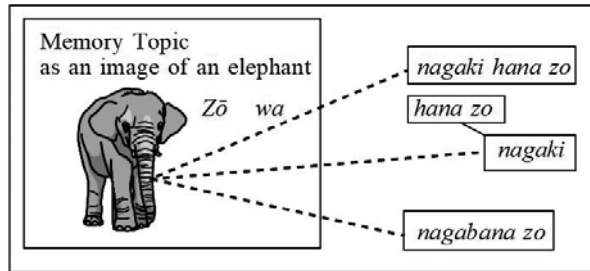 Memory Topic
as an image of an elephant
Zō wa
nagaki hana zo
hana zo
nagaki
nagabana zo